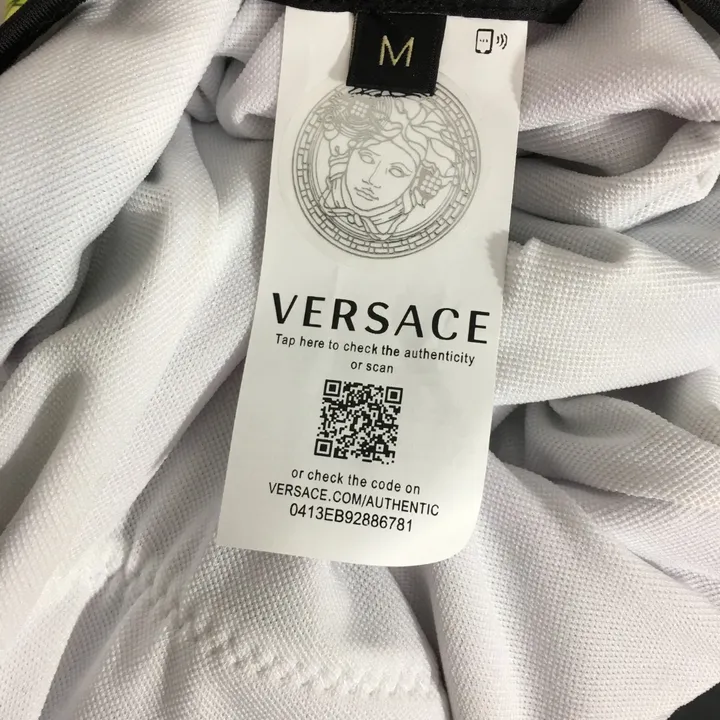 M
VERSACE
Tap here to check the authenticity
or scan
or check the code on
VERSACE.COM/AUTHENTIC
0413EB92886781